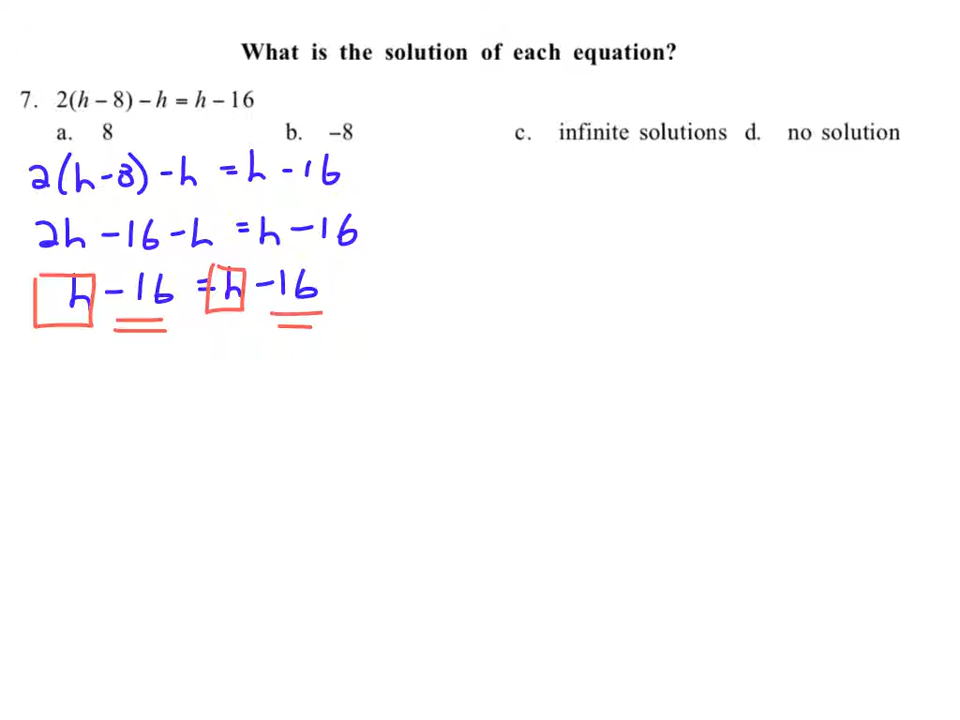 What is the solution of each equation?
7. 2(h – 8) – h = h – 16
a. 8 b. –8 c. infinite solutions d. no solution
2(h-8) -h = h -16
2h -16 -h = h -16
h -16 = h -16